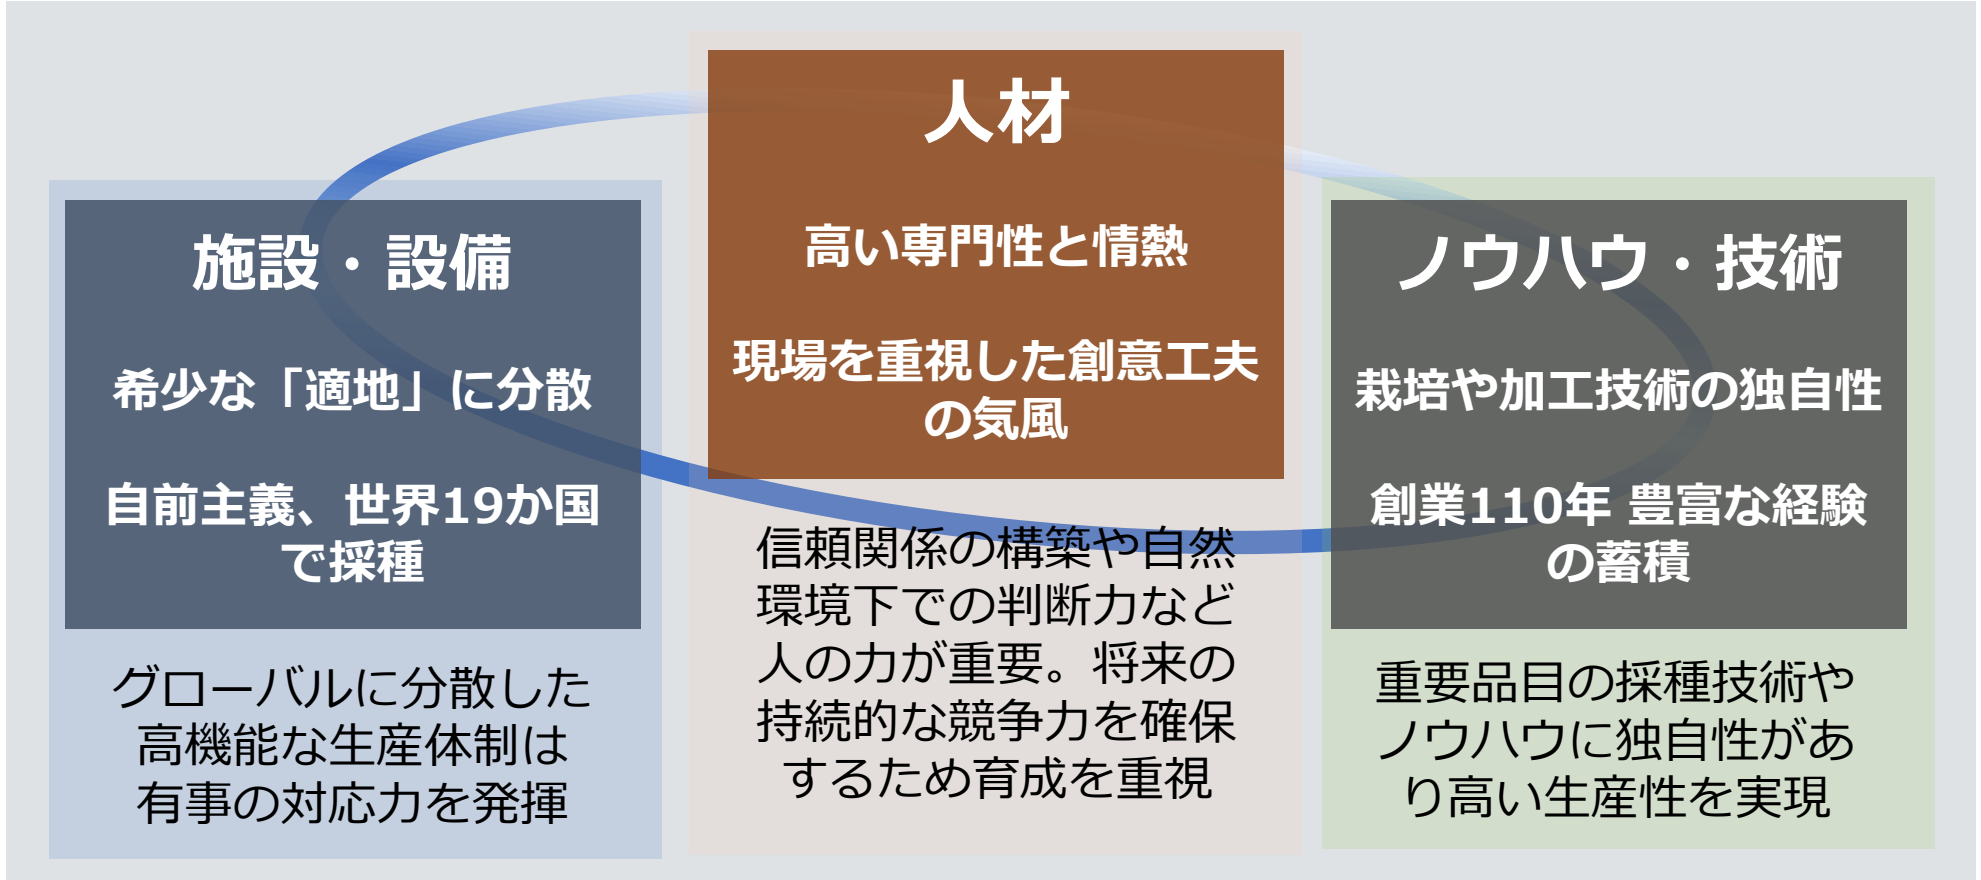 施設・設備
希少な「適地」に分散
自前主義、世界19か国
で採種
グローバルに分散した
高機能な生産体制は
有事の対応力を発揮
人材
高い専門性と情熱
現場を重視した創意工夫
の気風
信頼関係の構築や自然
環境下での判断力など
人の力が重要。将来の
持続的な競争力を確保
するため育成を重視
ノウハウ・技術
栽培や加工技術の独自性
創業110年 豊富な経験
の蓄積
重要品目の採種技術や
ノウハウに独自性があ
り高い生産性を実現